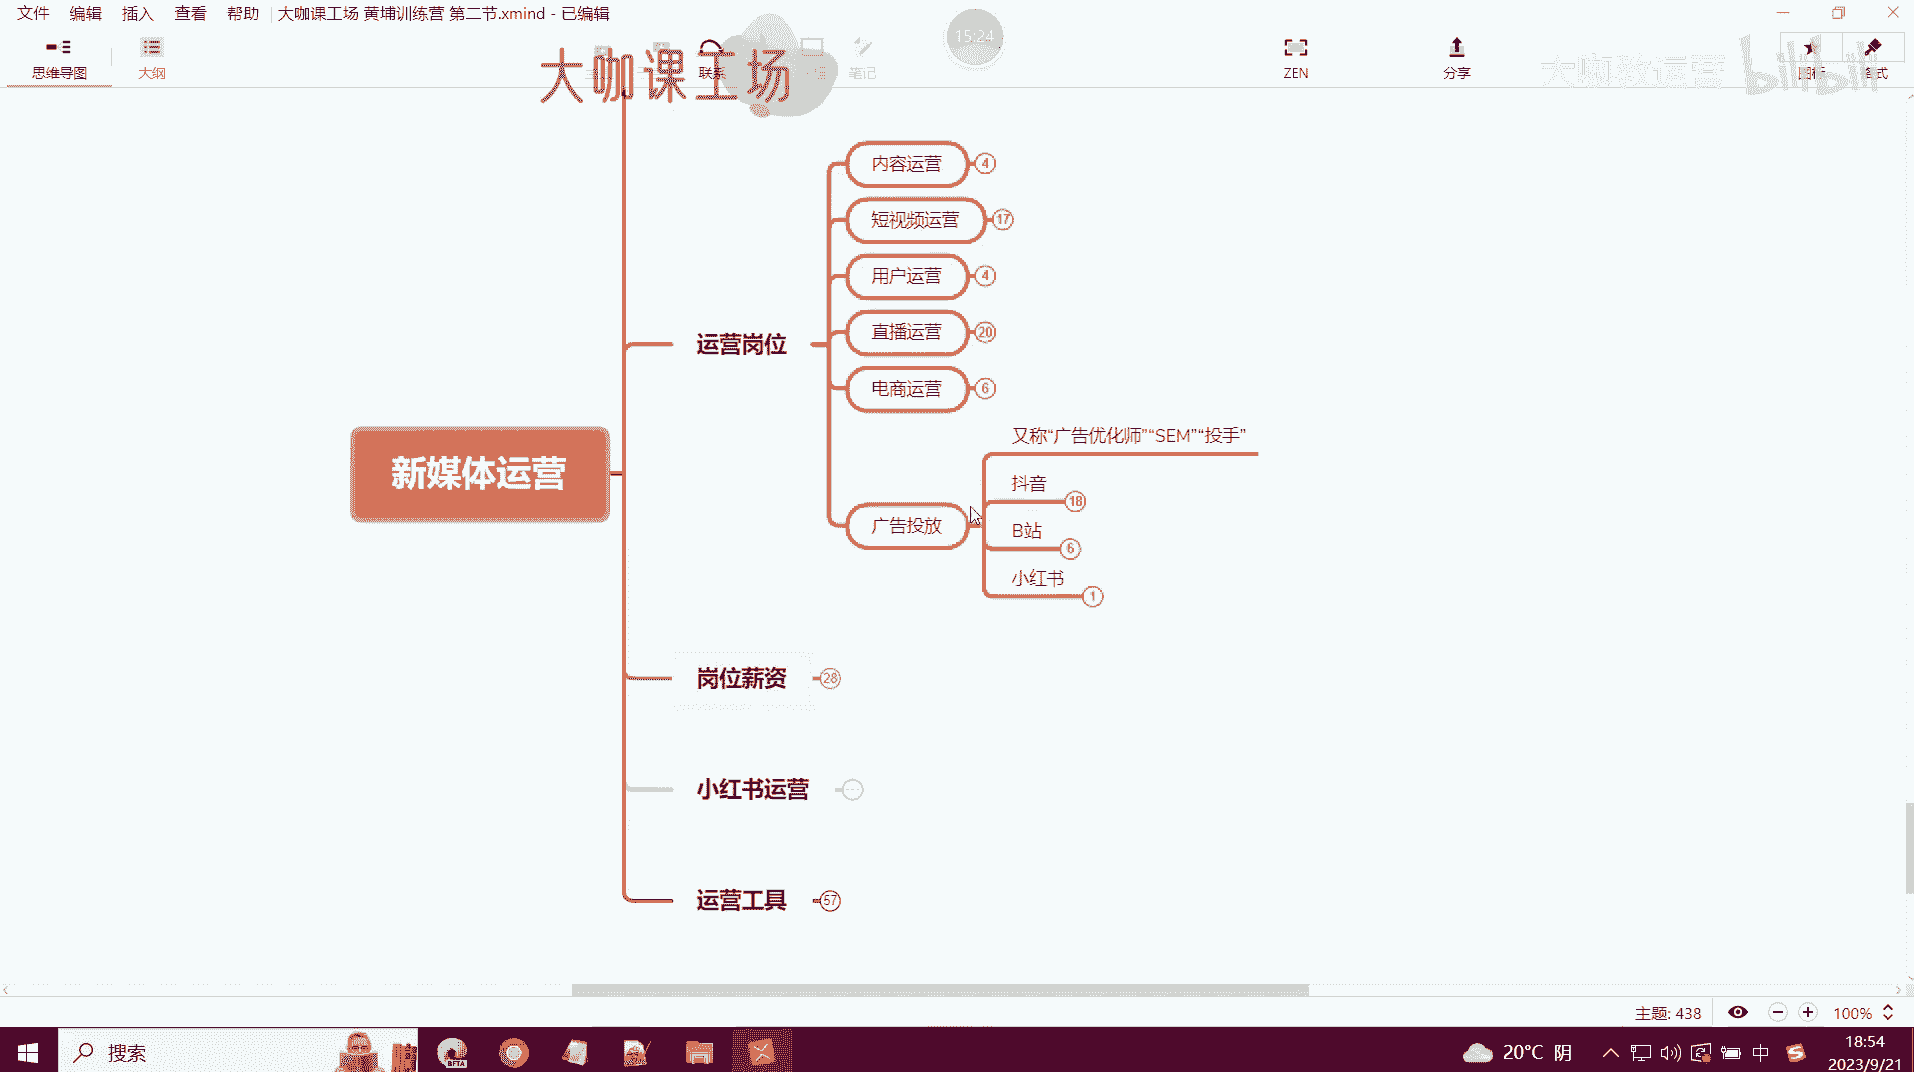 文件 编辑 插入 查看 帮助 大咖课工场 黄埔训练营 第二节.xmind - 已编辑
思维导图 大纲 联系 笔记 ZEN 分享
15:24
大咖课工场
大咖教运营 bilibili
内容运营 4
短视频运营 17
用户运营 4
直播运营 20
运营岗位
电商运营 6
又称“广告优化师”“SEM”“投手”
新媒体运营
抖音 18
广告投放
B站 6
小红书 1
岗位薪资 28
小红书运营
运营工具 57
主题: 438 100%
搜索 BETA 20°C 阴 中 18:54
2023/9/21